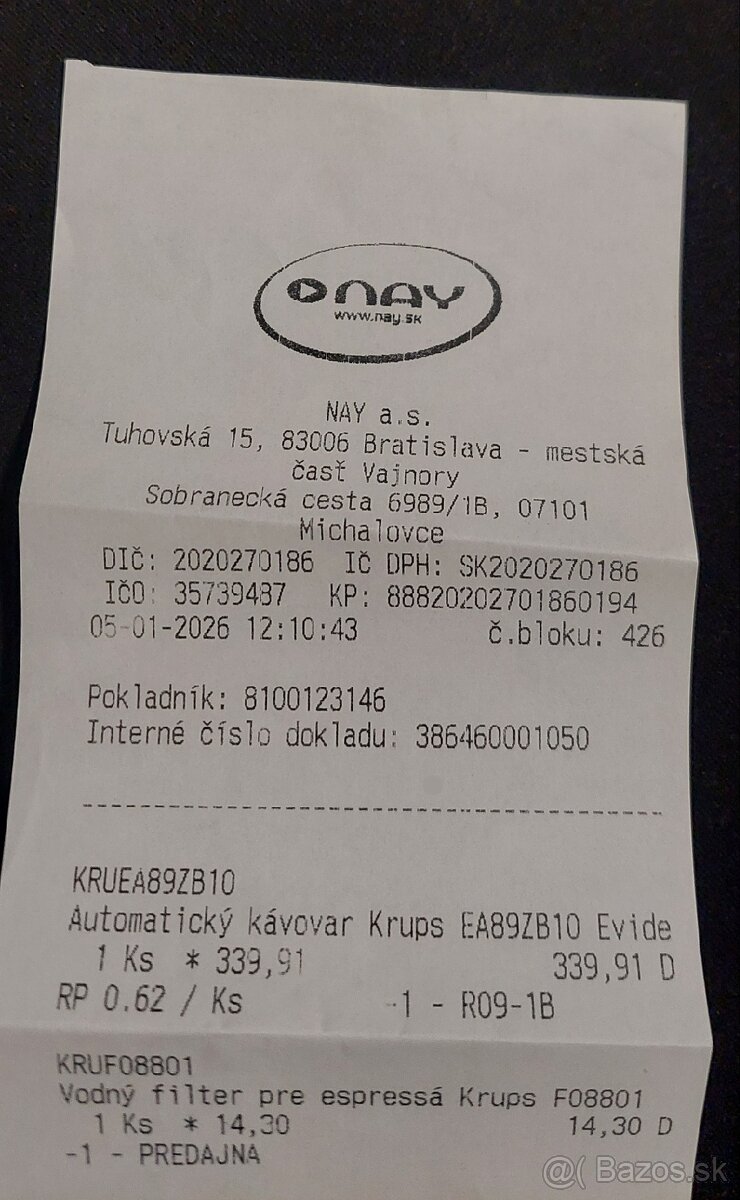 NAY
www.nay.sk
NAY a.s.
Tuhovská 15, 83006 Bratislava - mestská
časť Vajnory
Sobranecká cesta 6989/1B, 07101
Michalovce
DIČ: 2020270186 IČ DPH: SK2020270186
IČO: 35739487 KP: 88820202701860194
05-01-2026 12:10:43 č.bloku: 426
Pokladník: 8100123146
Interné číslo dokladu: 386460001050
KRUEA89ZB10
Automatický kávovar Krups EA89ZB10 Evide
1 Ks * 339,91 339,91 D
RP 0.62 / Ks -1 - R09-1B
KRUF08801
Vodný filter pre espressá Krups F08801
1 Ks * 14,30 14,30 D
-1 - PREDAJNA
@( Bazos.sk